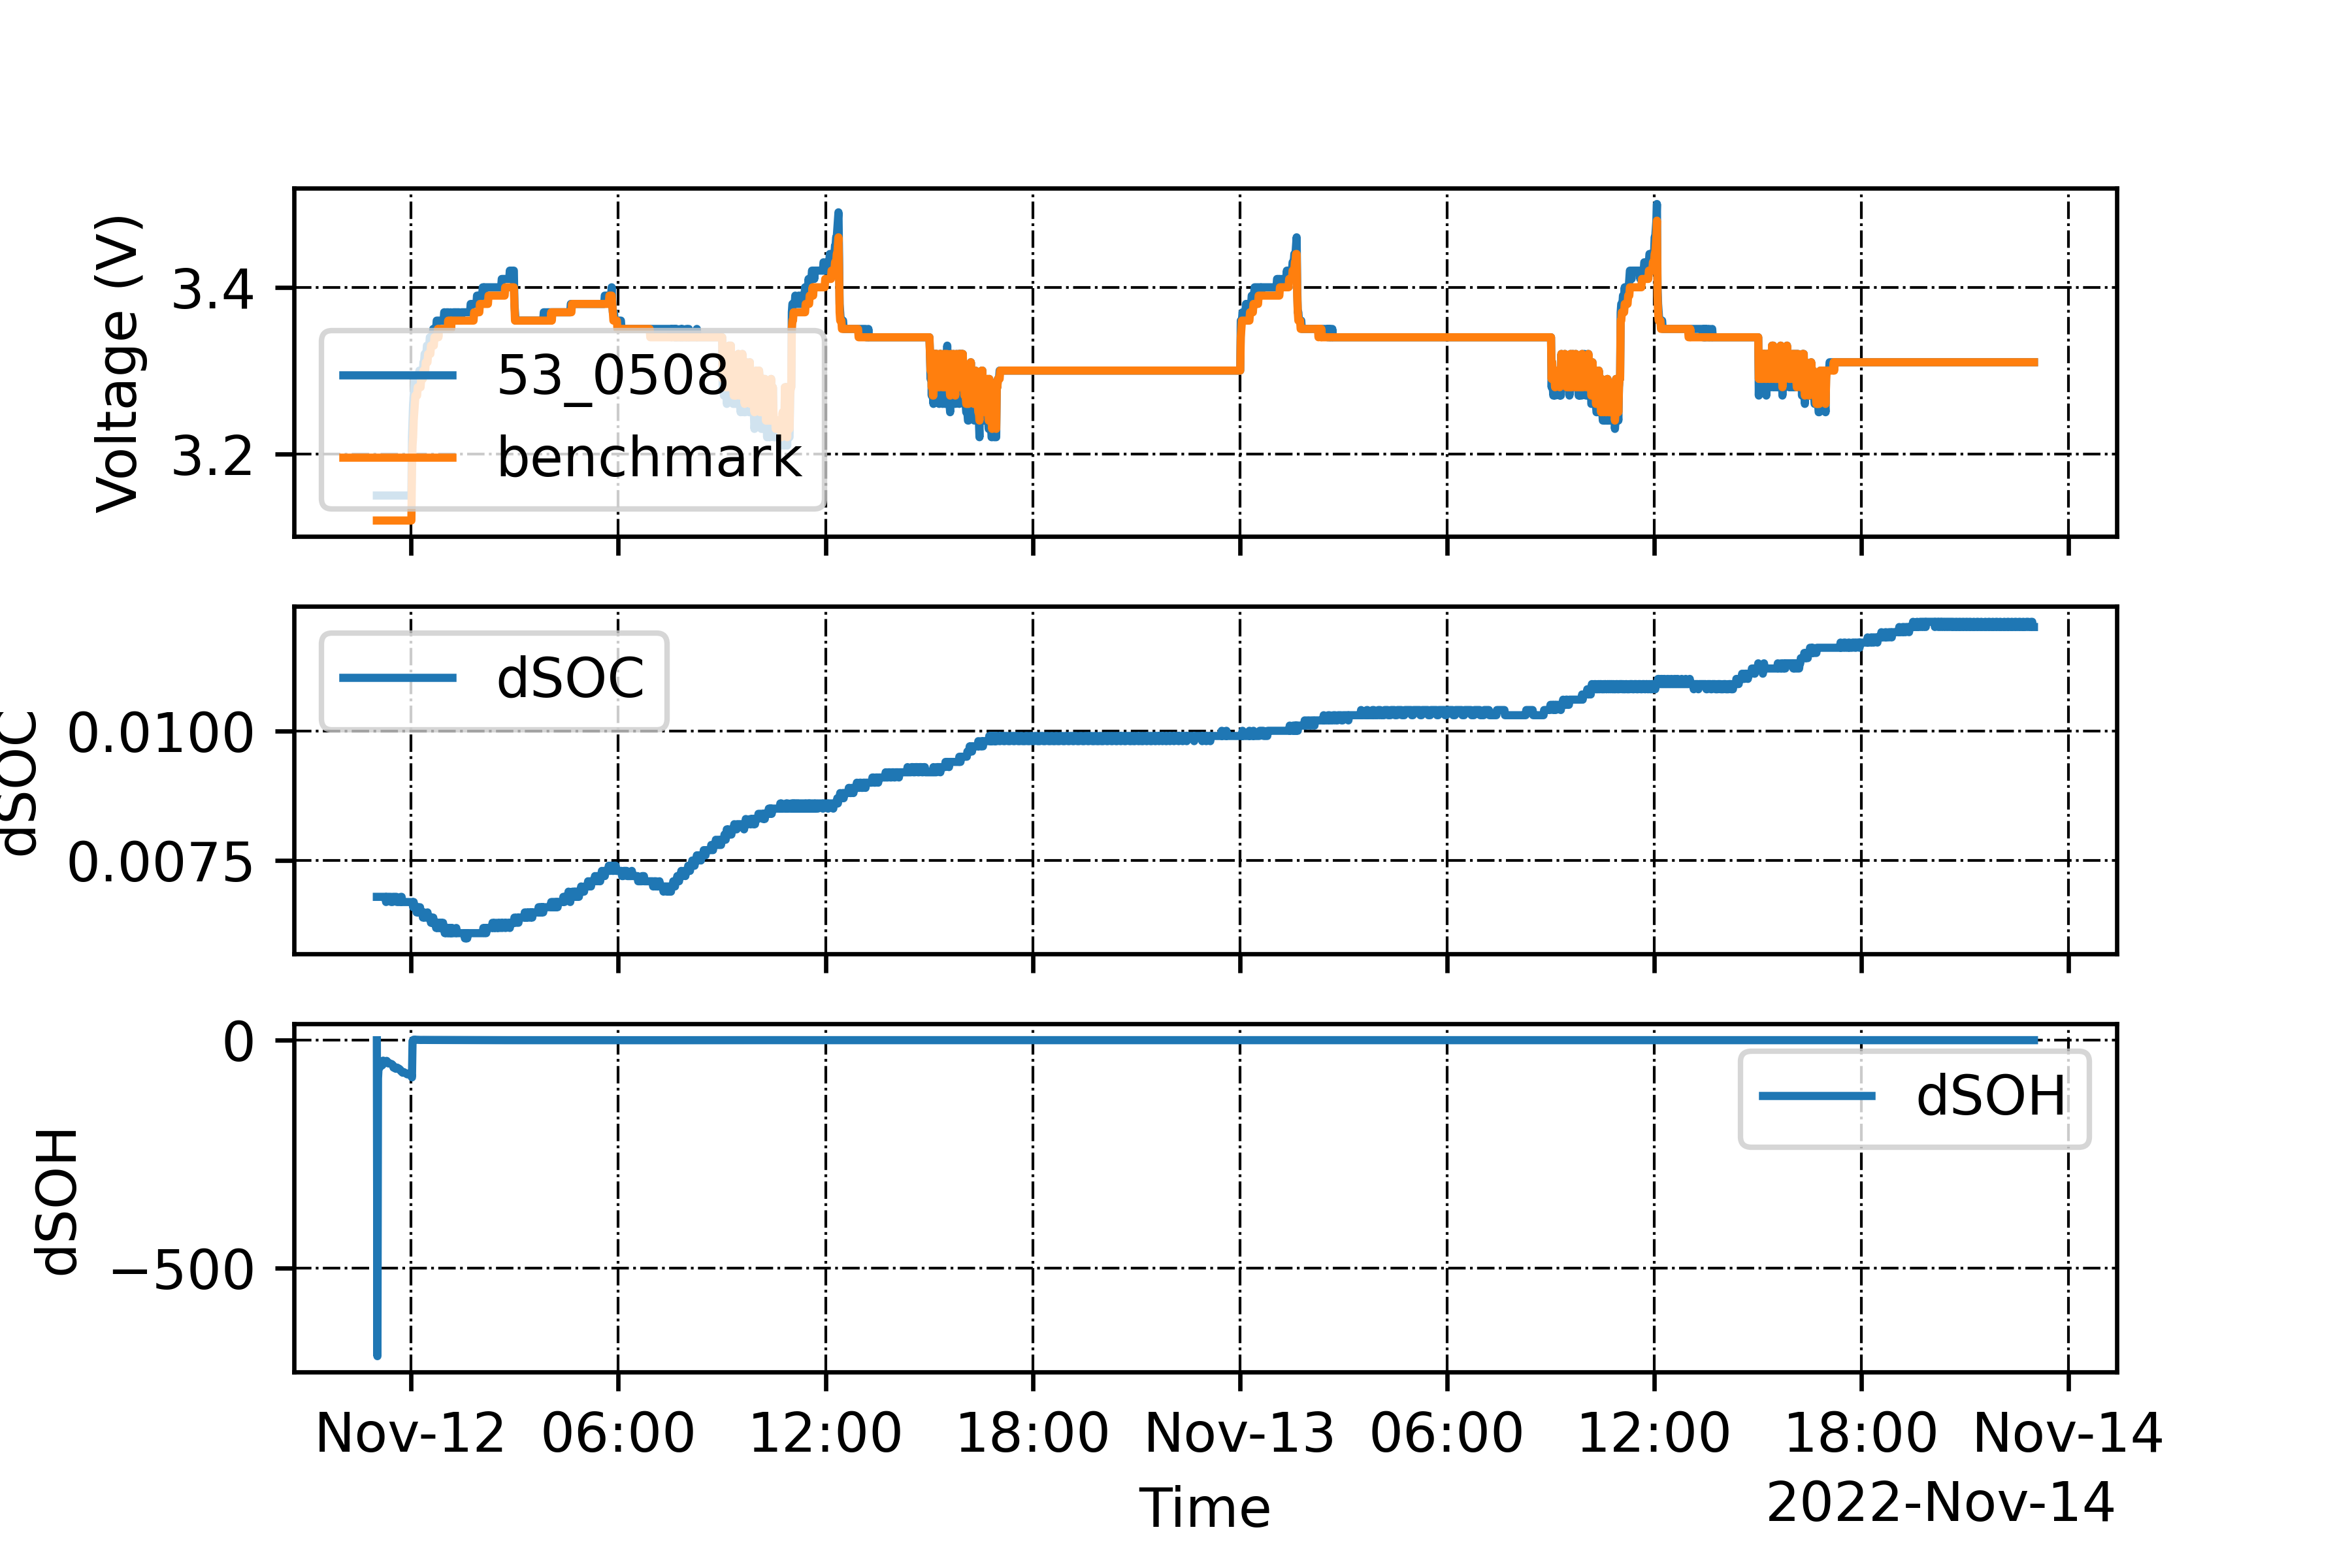 Voltage (V)
3.4
3.2
53_0508
benchmark
dSOC
0.0100
0.0075
dSOC
dSOH
0
−500
dSOH
Nov-12 06:00 12:00 18:00 Nov-13 06:00 12:00 18:00 Nov-14
Time
2022-Nov-14